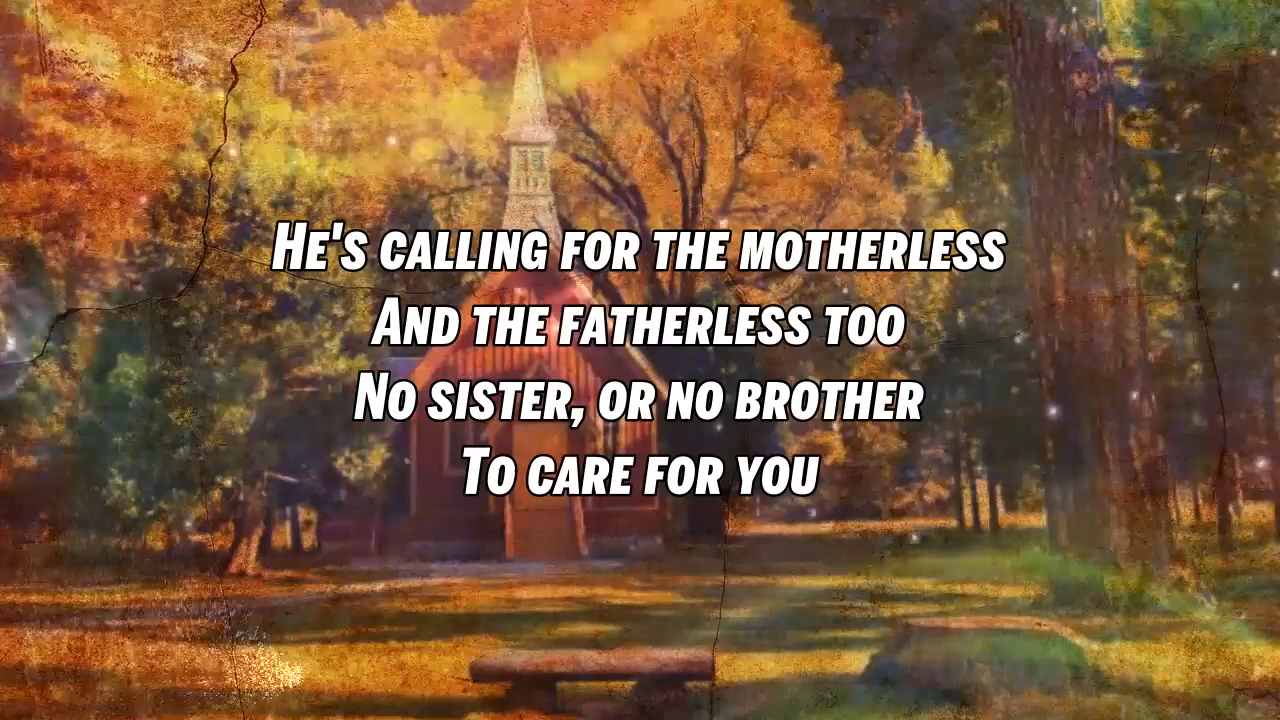 He's calling for the motherless
And the fatherless too
No sister, or no brother
To care for you